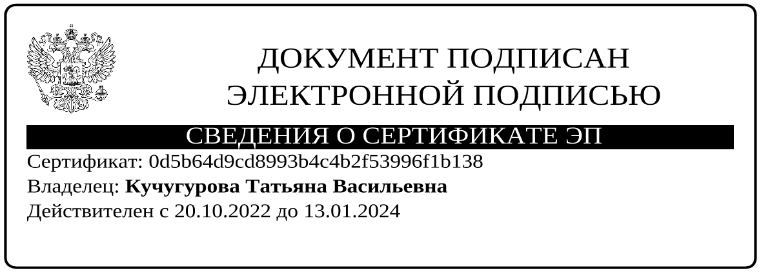 ДОКУМЕНТ ПОДПИСАН
ЭЛЕКТРОННОЙ ПОДПИСЬЮ
СВЕДЕНИЯ О СЕРТИФИКАТЕ ЭП
Сертификат: 0d5b64d9cd8993b4c4b2f53996f1b138
Владелец: Кучугурова Татьяна Васильевна
Действителен с 20.10.2022 до 13.01.2024